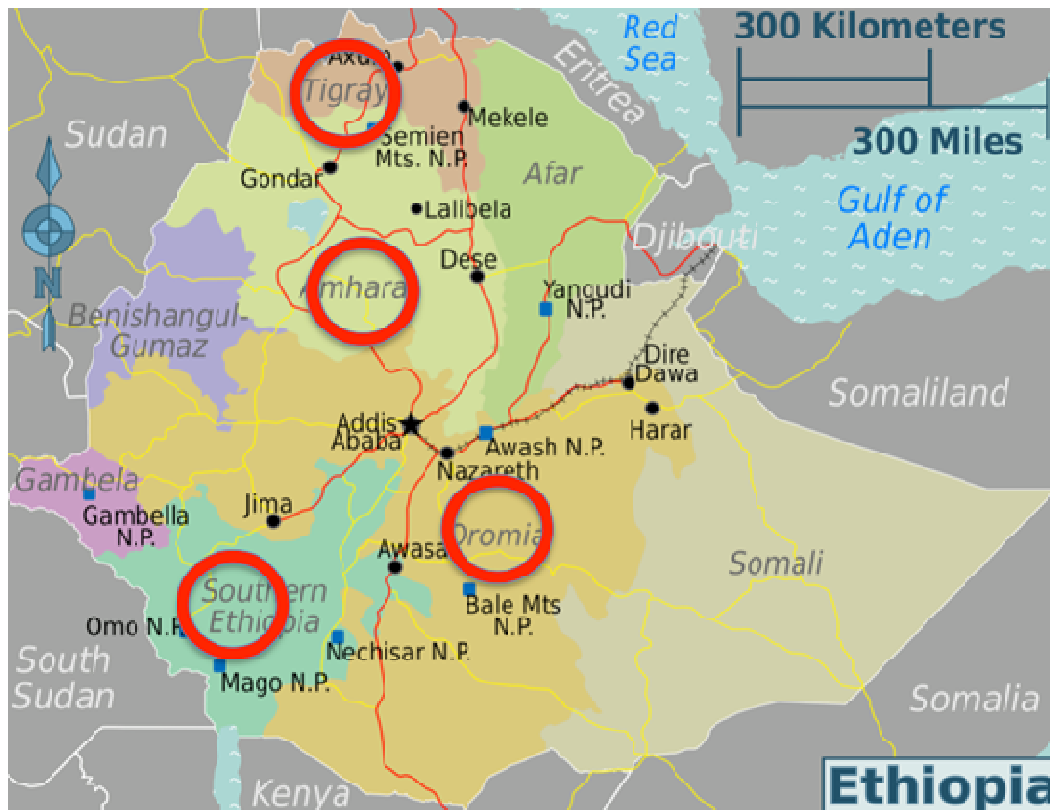 300 Kilometers
Red
Sea
Eritrea
Axum
Tigray
Mekele
300 Miles
Sudan
Semien
Mts. N.P.
Gondar
Afar
Gulf of
Aden
Lalibela
Djibouti
Dese
N
Amhara
Yangudi
N.P.
Benishangul-
Gumaz
Dire
Dawa
Somaliland
Addis
Ababa
Harar
Awash N.P.
Nazareth
Gambela
Gambella
N.P.
Jima
Oromia
Awasa
Somali
Southern
Ethiopia
Bale Mts
N.P.
Omo N.P.
Nechisar N.P.
South
Sudan
Mago N.P.
Somalia
Kenya
Ethiopia